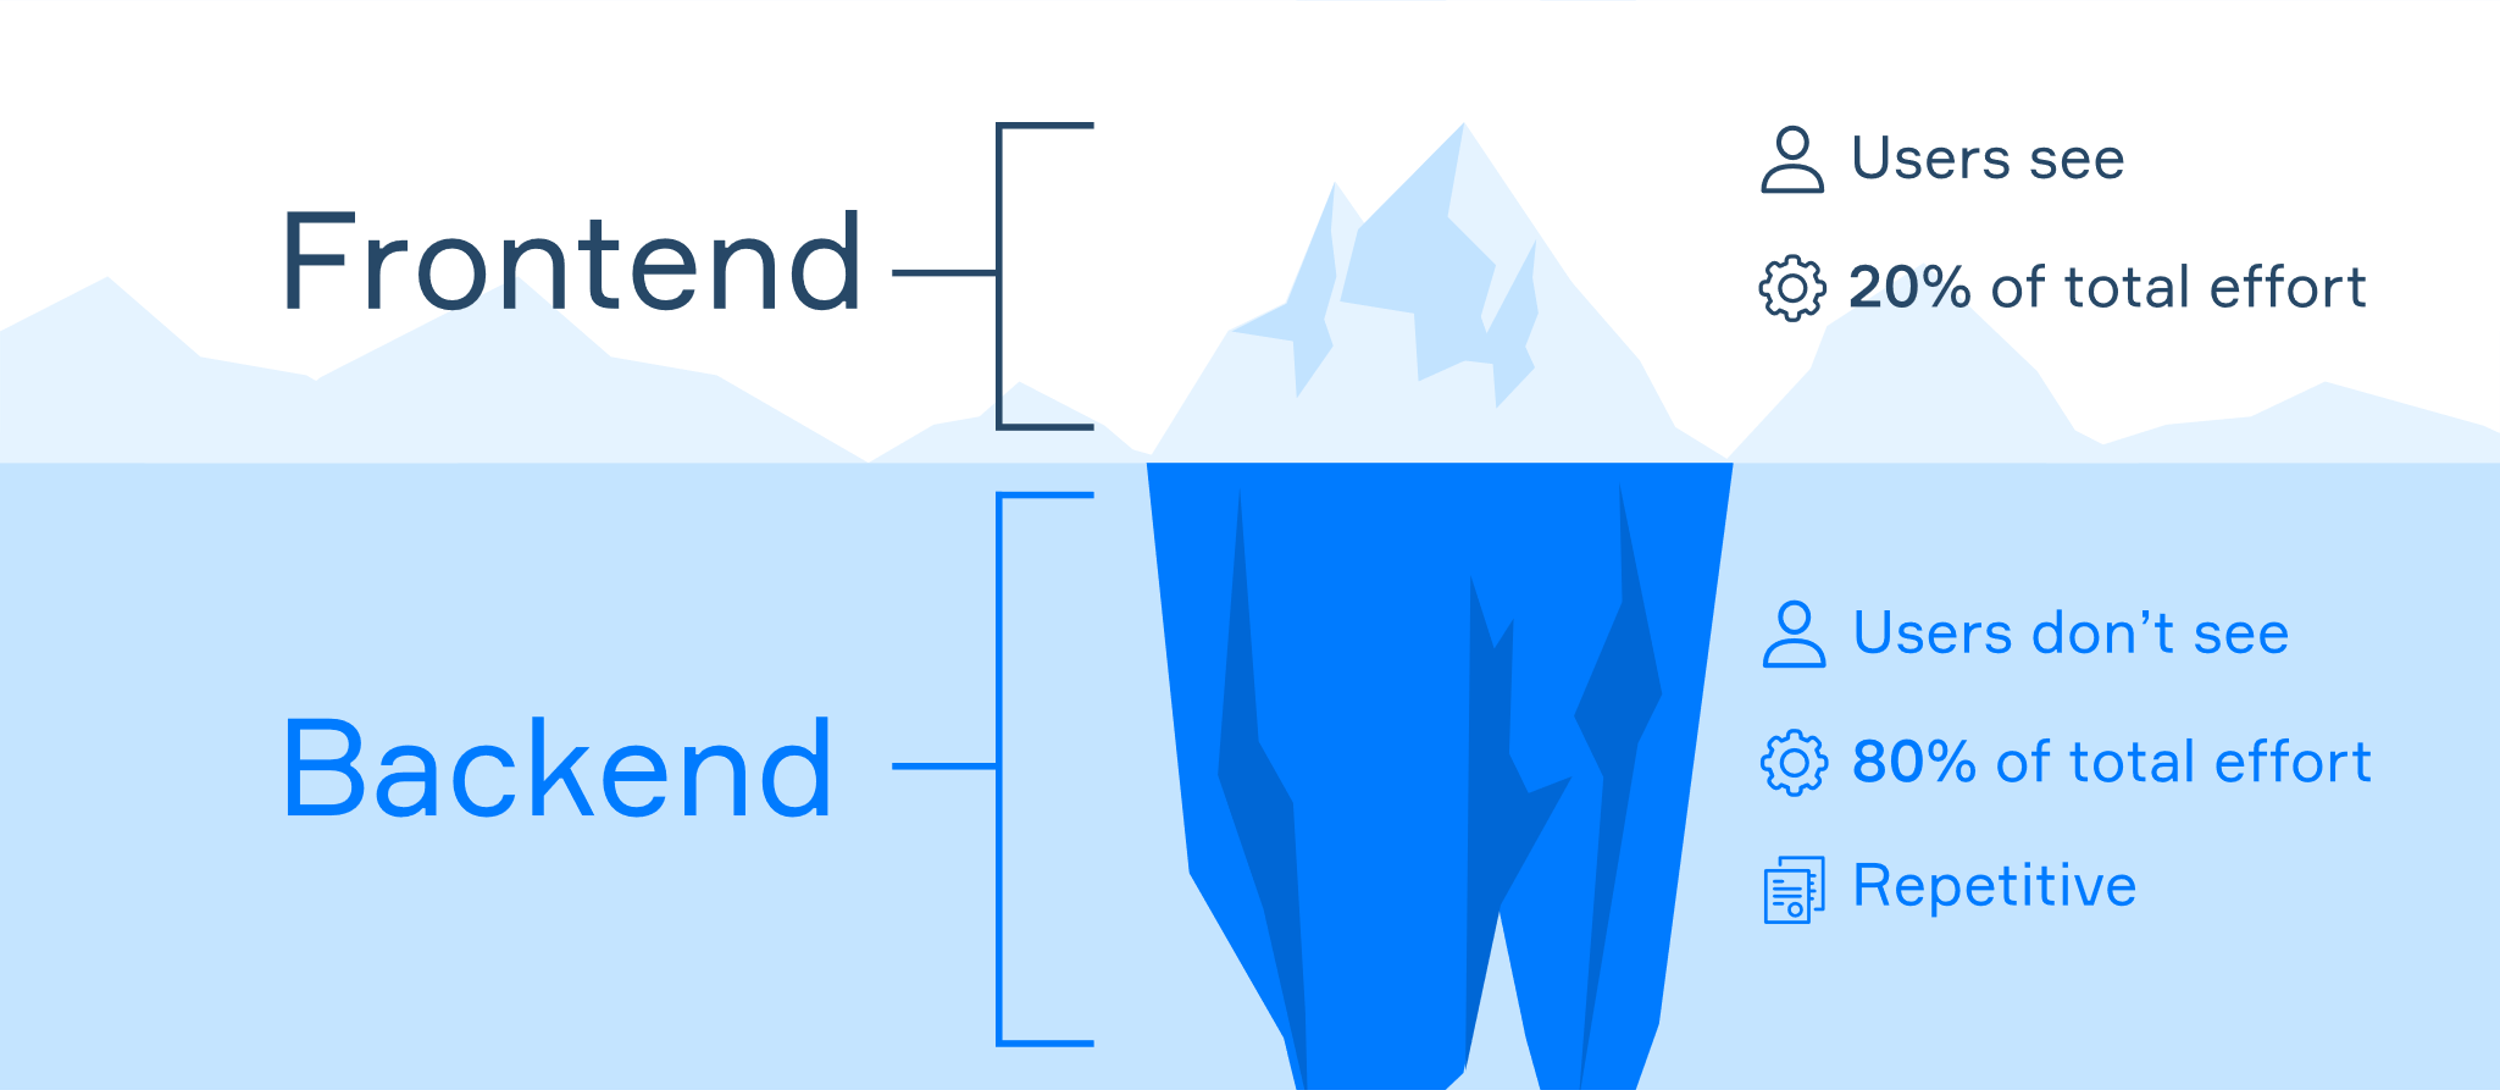 Frontend
Users see
20% of total effort
Backend
Users don't see
80% of total effort
Repetitive